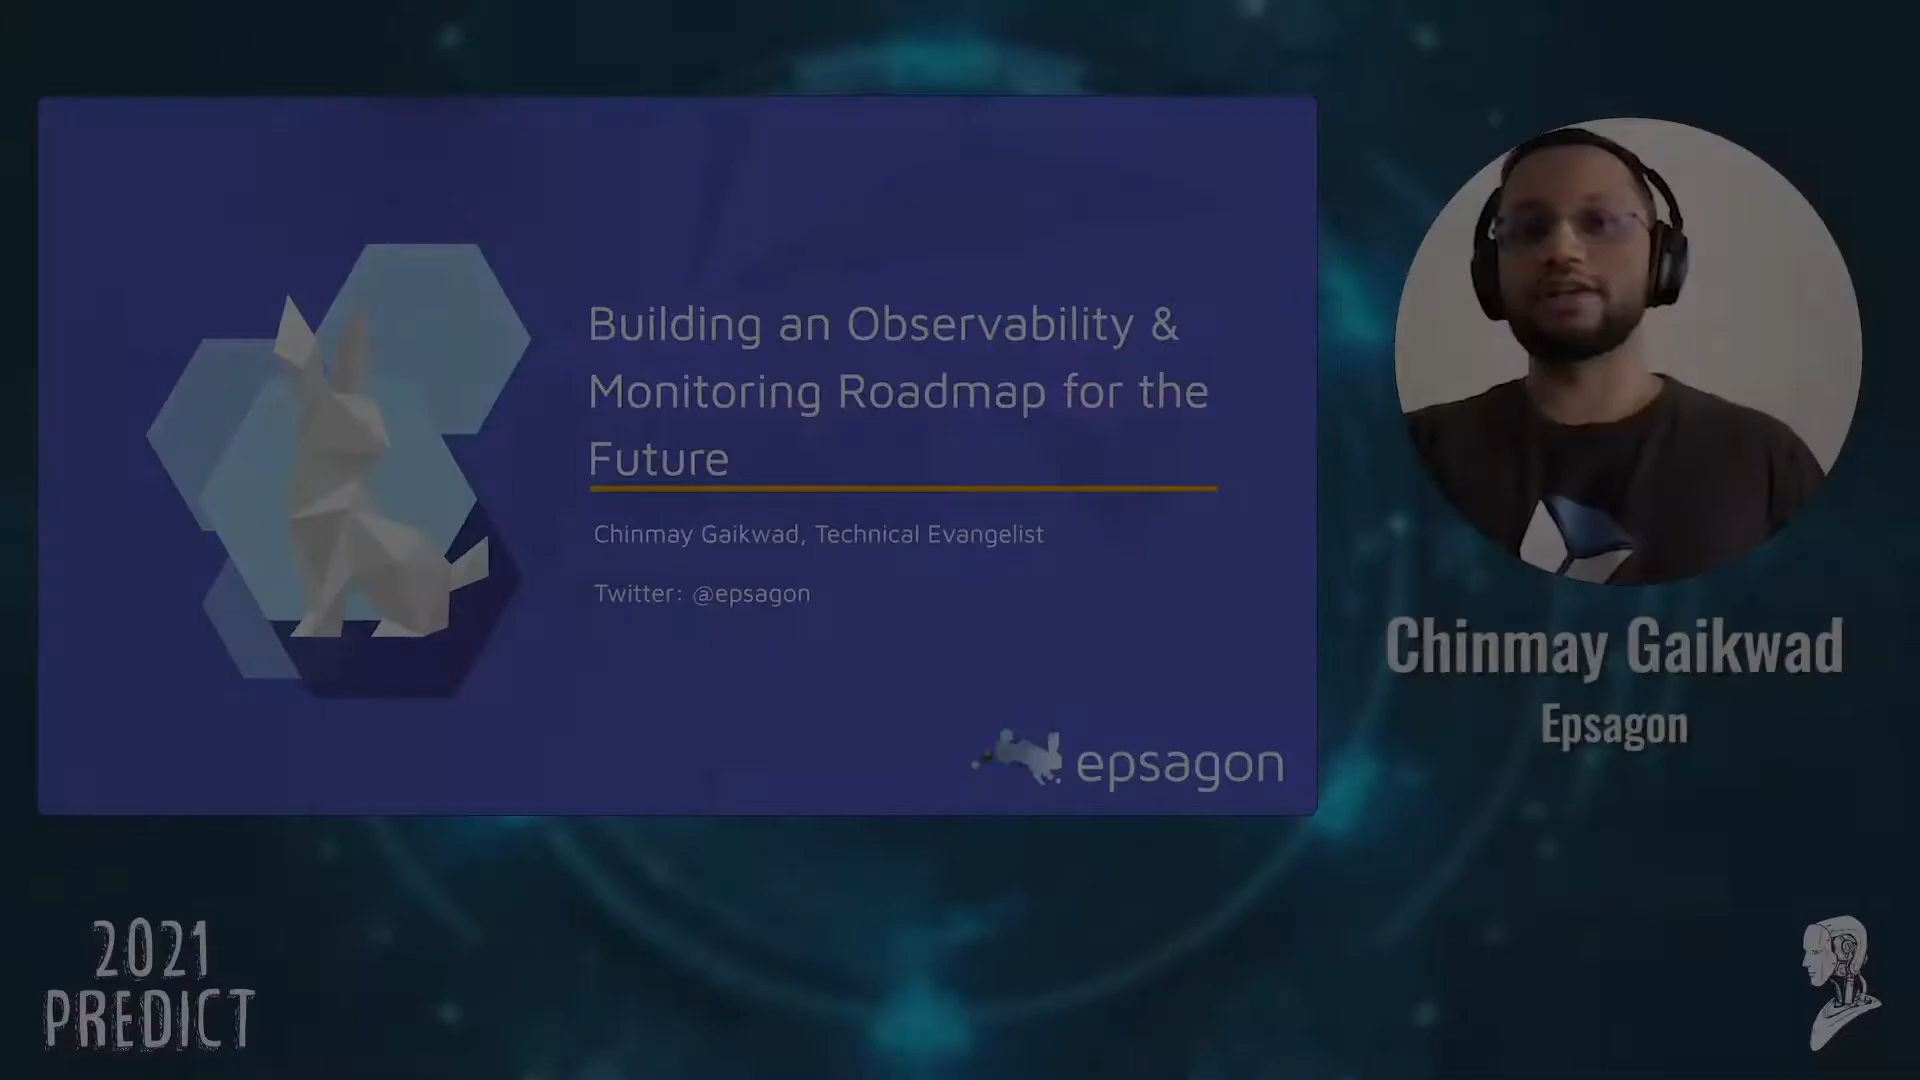 Building an Observability &
Monitoring Roadmap for the
Future
Chinmay Gaikwad, Technical Evangelist
Twitter: @epsagon
epsagon
Chinmay Gaikwad
Epsagon
2021
PREDICT